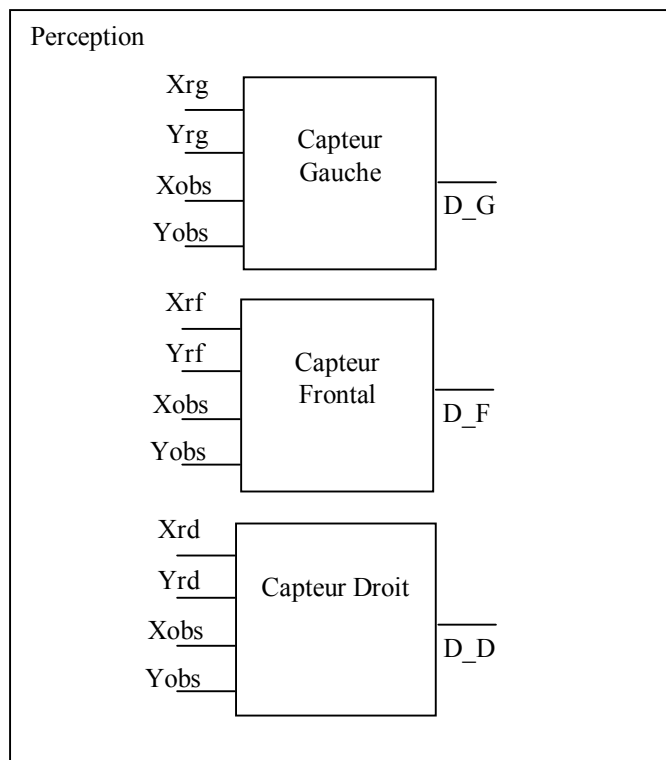 Perception
Xrg
Yrg
Xobs
Yobs
Capteur
Gauche
D_G
Xrf
Yrf
Xobs
Yobs
Capteur
Frontal
D_F
Xrd
Yrd
Xobs
Yobs
Capteur Droit
D_D